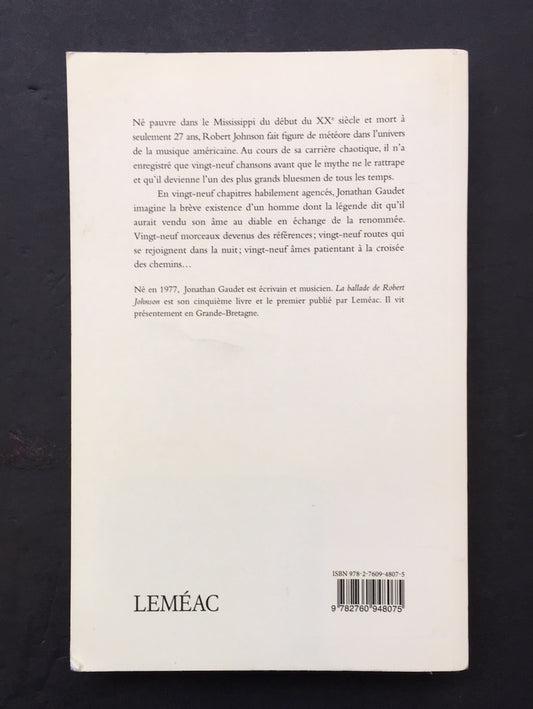 Né pauvre dans le Mississippi du début du XXe siècle et mort à
seulement 27 ans, Robert Johnson fait figure de météore dans l'univers
de la musique américaine. Au cours de sa carrière chaotique, il n'a
enregistré que vingt-neuf chansons avant que le mythe ne le rattrape
et qu'il devienne l'un des plus grands bluesmen de tous les temps.
En vingt-neuf chapitres habilement agencés, Jonathan Gaudet
imagine la brève existence d'un homme dont la légende dit qu'il
aurait vendu son âme au diable en échange de la renommée.
Vingt-neuf morceaux devenus des références ; vingt-neuf routes qui
se rejoignent dans la nuit ; vingt-neuf âmes patientant à la croisée
des chemins…
Né en 1977, Jonathan Gaudet est écrivain et musicien. La ballade de Robert
Johnson est son cinquième livre et le premier publié par Leméac. Il vit
présentement en Grande-Bretagne.
ISBN 978-2-7609-4807-5
9 782760 948075
LEMÉAC